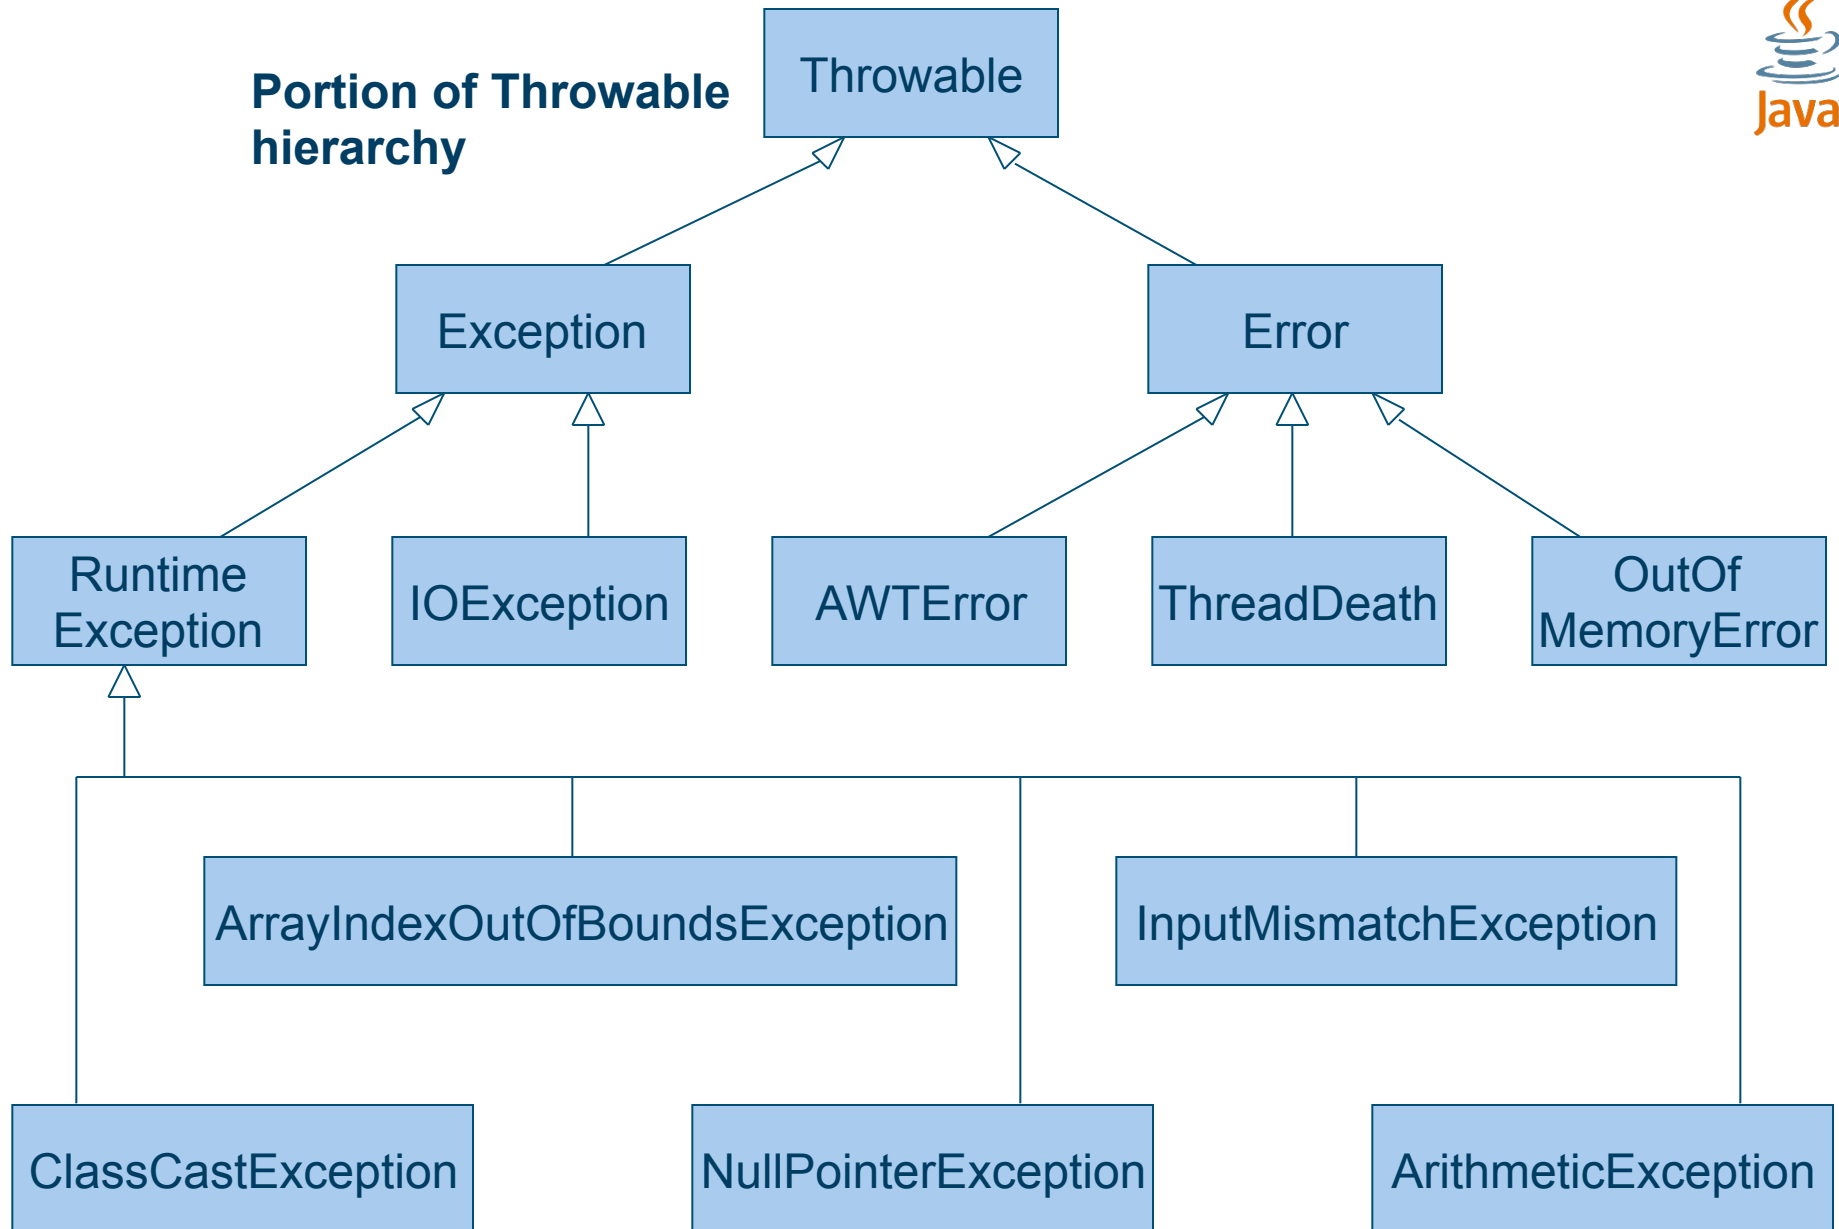 Throwable
Portion of Throwable
hierarchy
Java
Exception
Error
Runtime
Exception
IOException
AWTError
ThreadDeath
OutOf
MemoryError
ArrayIndexOutOfBoundsException
InputMismatchException
ClassCastException
NullPointerException
ArithmeticException